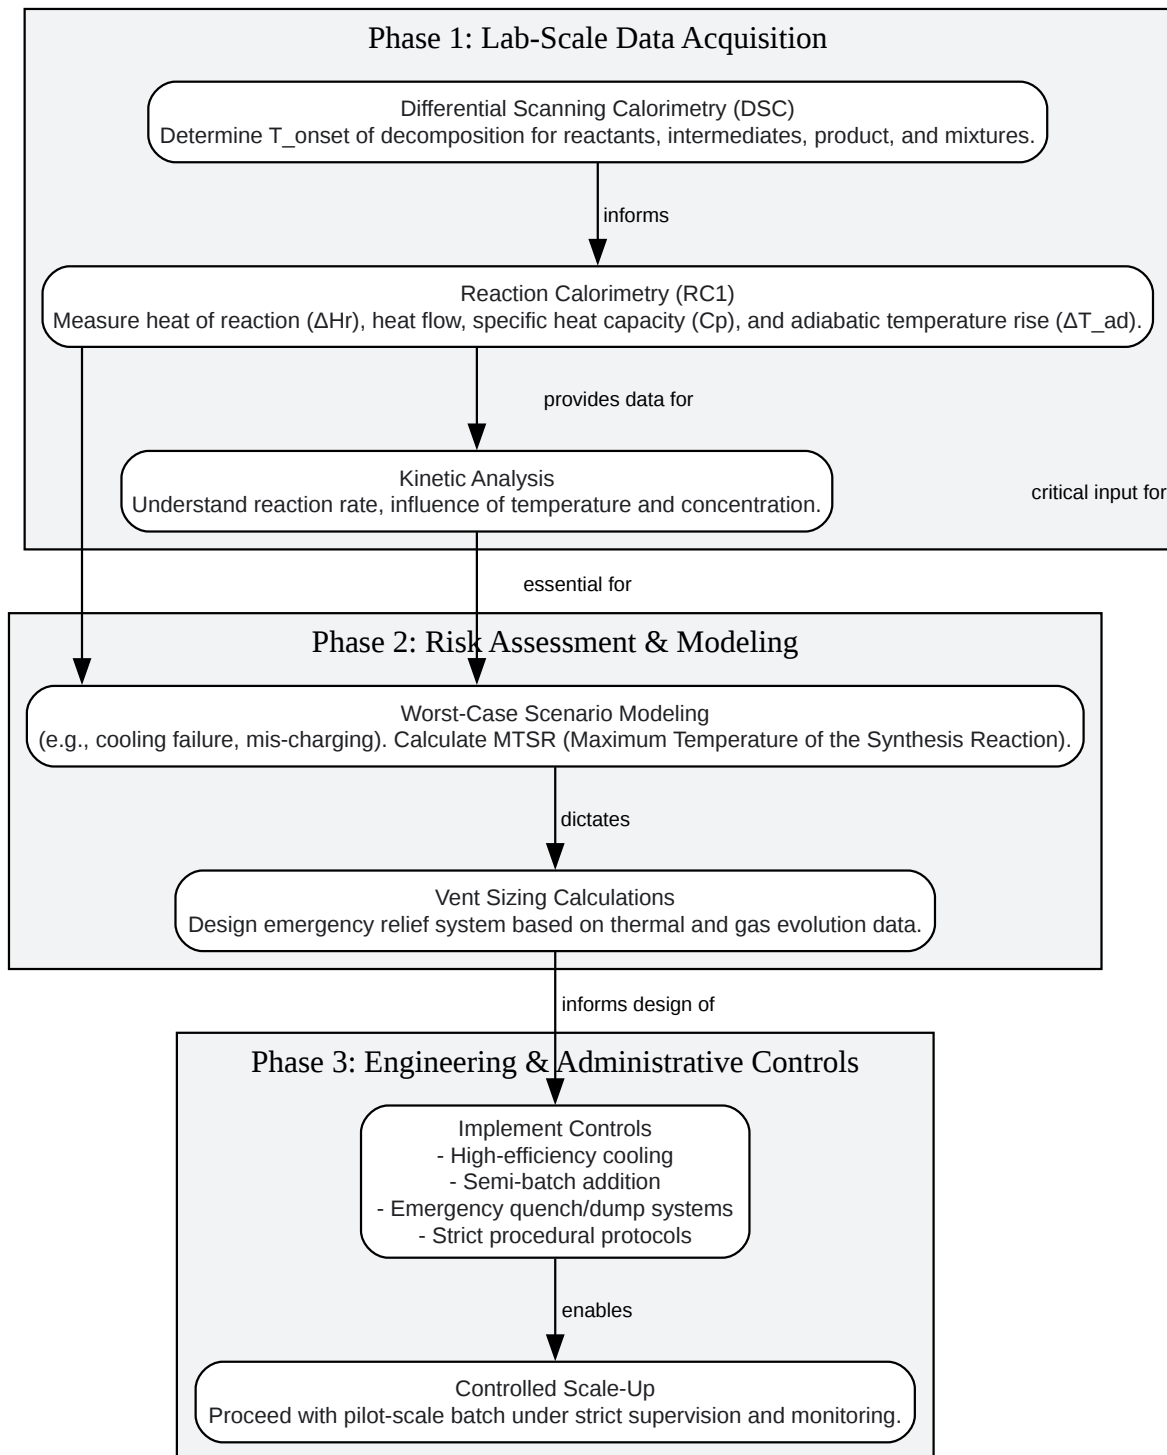 Phase 1: Lab-Scale Data Acquisition
Differential Scanning Calorimetry (DSC)
Determine T_onset of decomposition for reactants, intermediates, product, and mixtures.
informs
Reaction Calorimetry (RC1)
Measure heat of reaction (ΔHr), heat flow, specific heat capacity (Cp), and adiabatic temperature rise (ΔT_ad).
provides data for
Kinetic Analysis
Understand reaction rate, influence of temperature and concentration.
critical input for
essential for
Phase 2: Risk Assessment & Modeling
Worst-Case Scenario Modeling
(e.g., cooling failure, mis-charging). Calculate MTSR (Maximum Temperature of the Synthesis Reaction).
dictates
Vent Sizing Calculations
Design emergency relief system based on thermal and gas evolution data.
informs design of
Phase 3: Engineering & Administrative Controls
Implement Controls
- High-efficiency cooling
- Semi-batch addition
- Emergency quench/dump systems
- Strict procedural protocols
enables
Controlled Scale-Up
Proceed with pilot-scale batch under strict supervision and monitoring.